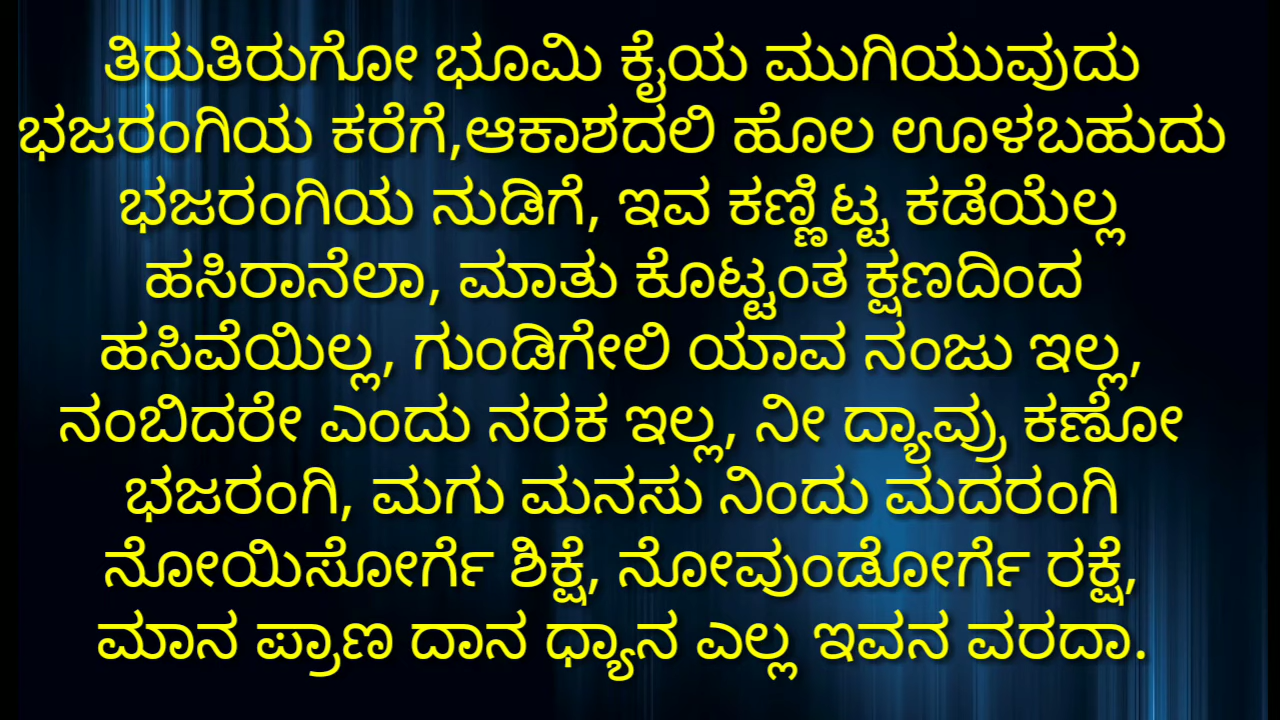 ತಿರುತಿರುಗೋ ಭೂಮಿ ಕೈಯ ಮುಗಿಯುವುದು
ಭಜರಂಗಿಯ ಕರೆಗೆ,ಆಕಾಶದಲಿ ಹೊಲ ಊಳಬಹುದು
ಭಜರಂಗಿಯ ನುಡಿಗೆ, ಇವ ಕಣ್ಣಿಟ್ಟ ಕಡೆಯೆಲ್ಲ
ಹಸಿರಾನೆಲಾ, ಮಾತು ಕೊಟ್ಟಂತ ಕ್ಷಣದಿಂದ
ಹಸಿವೆಯಿಲ್ಲ, ಗುಂಡಿಗೇಲಿ ಯಾವ ನಂಜು ಇಲ್ಲ,
ನಂಬಿದರೇ ಎಂದು ನರಕ ಇಲ್ಲ, ನೀ ದ್ಯಾವ್ರು ಕಣೋ
ಭಜರಂಗಿ, ಮಗು ಮನಸು ನಿಂದು ಮದರಂಗಿ
ನೋಯಿಸೋರ್ಗೆ ಶಿಕ್ಷೆ, ನೋವುಂಡೋರ್ಗೆ ರಕ್ಷೆ,
ಮಾನ ಪ್ರಾಣ ದಾನ ಧ್ಯಾನ ಎಲ್ಲ ಇವನ ವರದಾ.